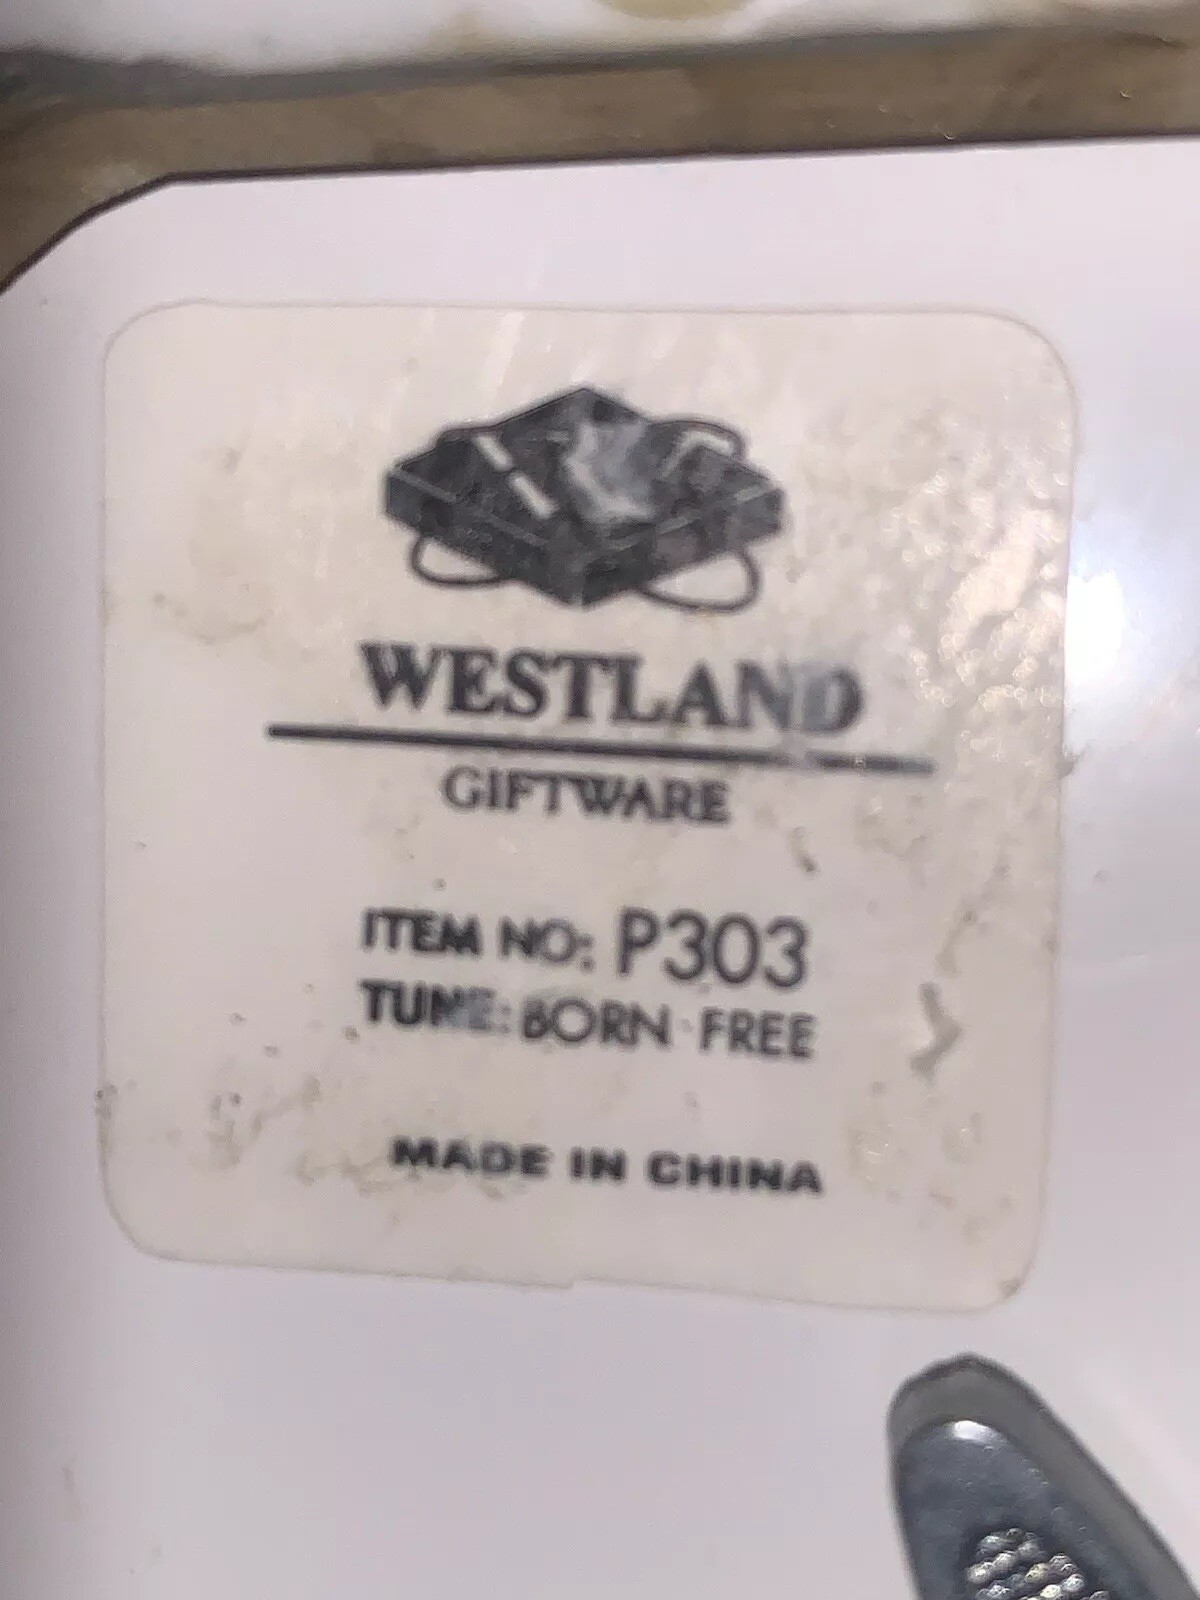 WESTLAND
GIFTWARE
ITEM NO: P303
TUNE: BORN FREE
MADE IN CHINA